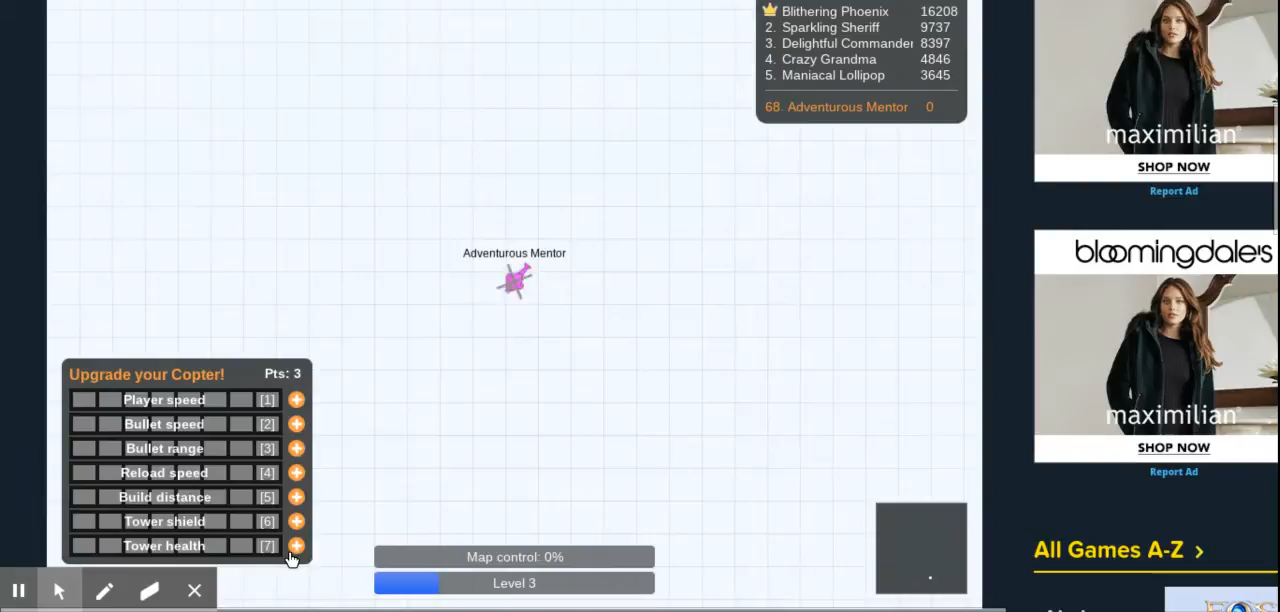 Blithering Phoenix 16208
2. Sparkling Sheriff 9737
3. Delightful Commander 8397
4. Crazy Grandma 4846
5. Maniacal Lollipop 3645
68. Adventurous Mentor 0
Adventurous Mentor
Upgrade your Copter! Pts: 3
Player speed [1]
Bullet speed [2]
Bullet range [3]
Reload speed [4]
Build distance [5]
Tower shield [6]
Tower health [7]
Map control: 0%
Level 3
maximilian
SHOP NOW
Report Ad
bloomingdale's
maximilian
SHOP NOW
Report Ad
All Games A-Z >